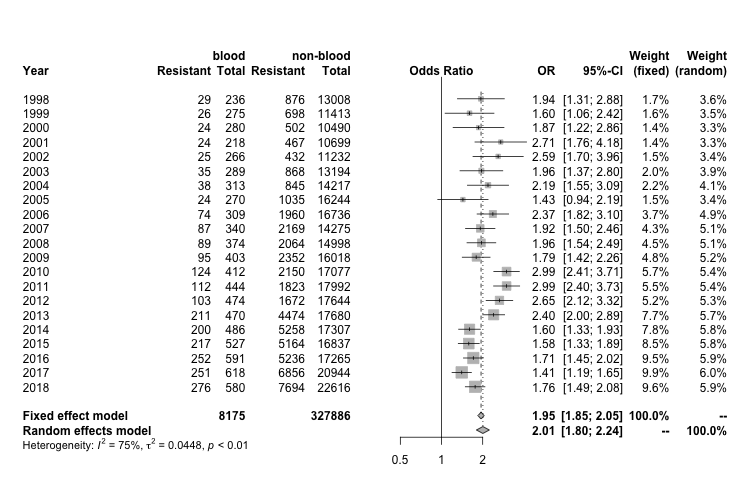 blood non-blood Weight Weight
Year Resistant Total Resistant Total Odds Ratio OR 95%-CI (fixed) (random)
1998 29 236 876 13008 1.94 [1.31; 2.88] 1.7% 3.6%
1999 26 275 698 11413 1.60 [1.06; 2.42] 1.6% 3.5%
2000 24 280 502 10490 1.87 [1.22; 2.86] 1.4% 3.3%
2001 24 218 467 10699 2.71 [1.76; 4.18] 1.4% 3.3%
2002 25 266 432 11232 2.59 [1.70; 3.96] 1.5% 3.4%
2003 35 289 868 13194 1.96 [1.37; 2.80] 2.0% 3.9%
2004 38 313 845 14217 2.19 [1.55; 3.09] 2.2% 4.1%
2005 24 270 1035 16244 1.43 [0.94; 2.19] 1.5% 3.4%
2006 74 309 1960 16736 2.37 [1.82; 3.10] 3.7% 4.9%
2007 87 340 2169 14275 1.92 [1.50; 2.46] 4.3% 5.1%
2008 89 374 2064 14998 1.96 [1.54; 2.49] 4.5% 5.1%
2009 95 403 2352 16018 1.79 [1.42; 2.26] 4.8% 5.2%
2010 124 412 2150 17077 2.99 [2.41; 3.71] 5.7% 5.4%
2011 112 444 1823 17992 2.99 [2.40; 3.73] 5.5% 5.4%
2012 103 474 1672 17644 2.65 [2.12; 3.32] 5.2% 5.3%
2013 211 470 4474 17680 2.40 [2.00; 2.89] 7.7% 5.7%
2014 200 486 5258 17307 1.60 [1.33; 1.93] 7.8% 5.8%
2015 217 527 5164 16837 1.58 [1.33; 1.89] 8.5% 5.8%
2016 252 591 5236 17265 1.71 [1.45; 2.02] 9.5% 5.9%
2017 251 618 6856 20944 1.41 [1.19; 1.65] 9.9% 6.0%
2018 276 580 7694 22616 1.76 [1.49; 2.08] 9.6% 5.9%
Fixed effect model 8175 327886 1.95 [1.85; 2.05] 100.0% --
Random effects model 2.01 [1.80; 2.24] -- 100.0%
Heterogeneity: I² = 75%, τ² = 0.0448, p < 0.01
0.5 1 2